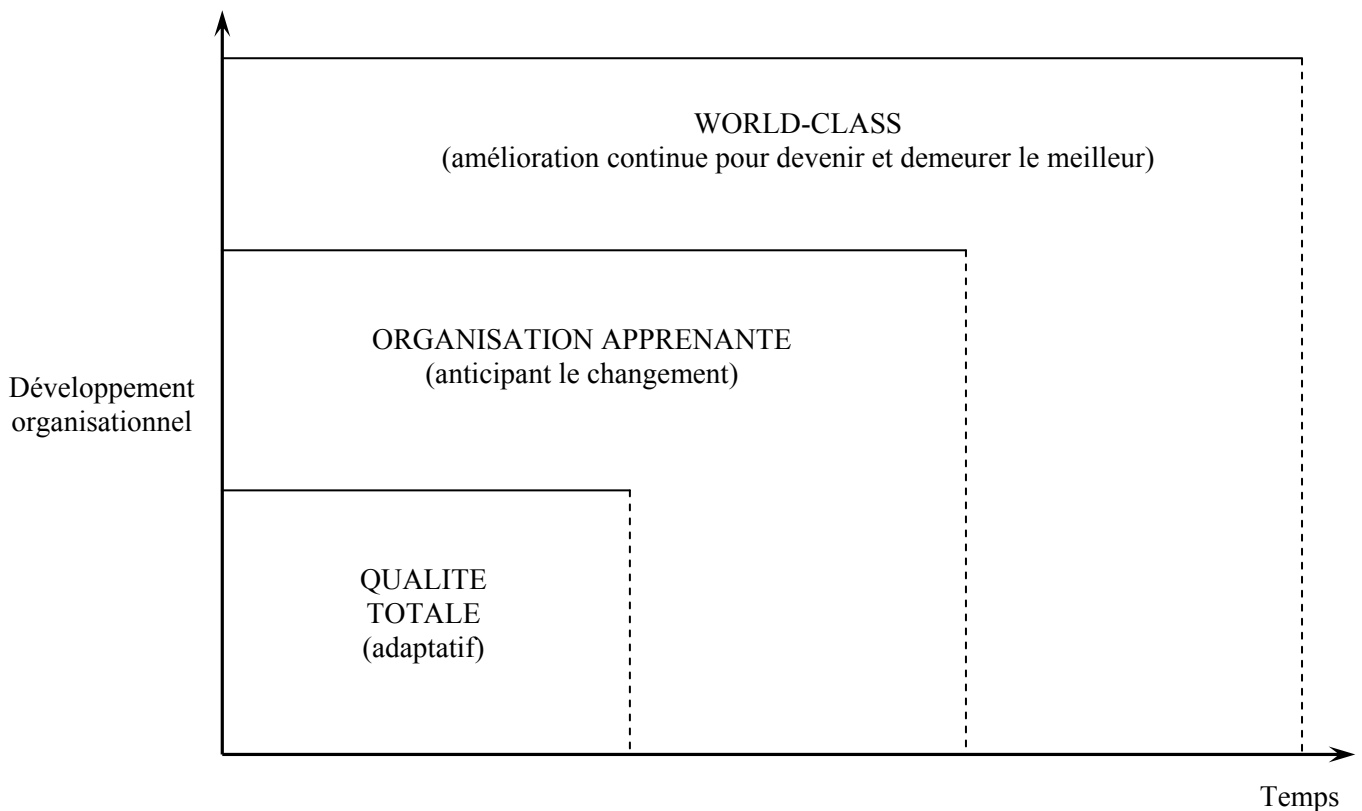 WORLD-CLASS
(amélioration continue pour devenir et demeurer le meilleur)
ORGANISATION APPRENANTE
(anticipant le changement)
Développement
organisationnel
QUALITE
TOTALE
(adaptatif)
Temps